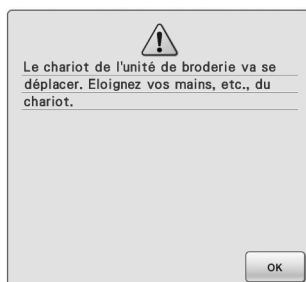 Le chariot de l'unité de broderie va se
déplacer. Eloignez vos mains, etc., du
chariot.
OK